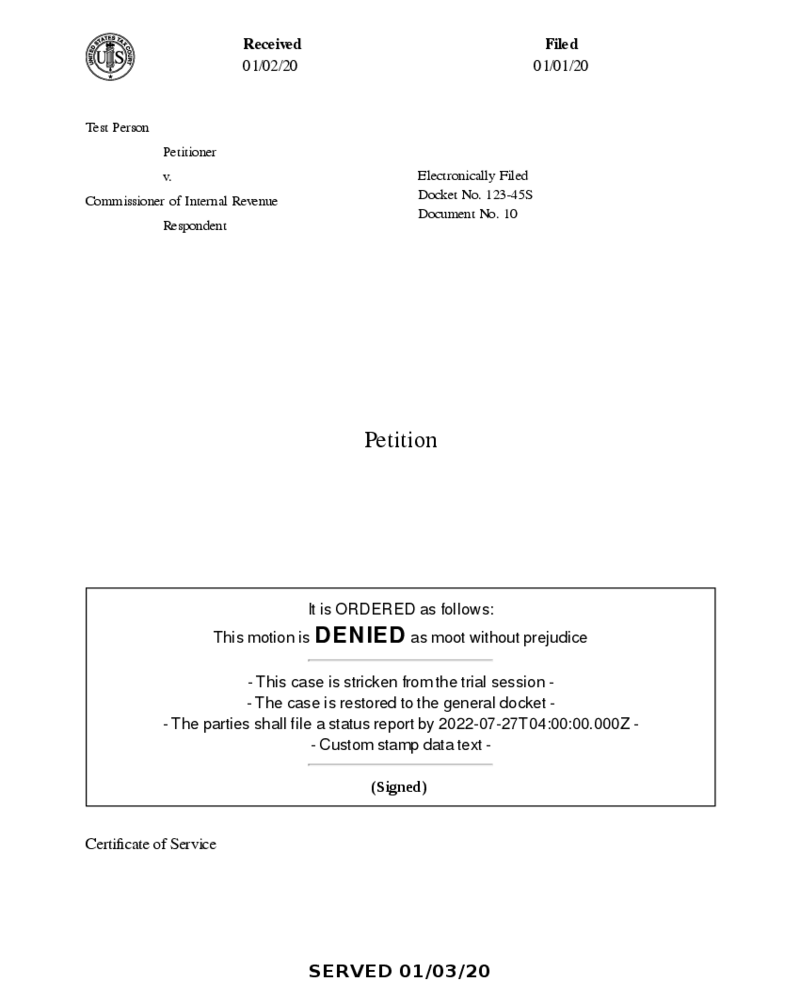 UNITED STATES TAX COURT
US
Received
01/02/20
Filed
01/01/20
Test Person
Petitioner
v.
Commissioner of Internal Revenue
Respondent
Electronically Filed
Docket No. 123-45S
Document No. 10
Petition
It is ORDERED as follows:
This motion is DENIED as moot without prejudice
- This case is stricken from the trial session -
- The case is restored to the general docket -
- The parties shall file a status report by 2022-07-27T04:00:00.000Z -
- Custom stamp data text -
(Signed)
Certificate of Service
SERVED 01/03/20